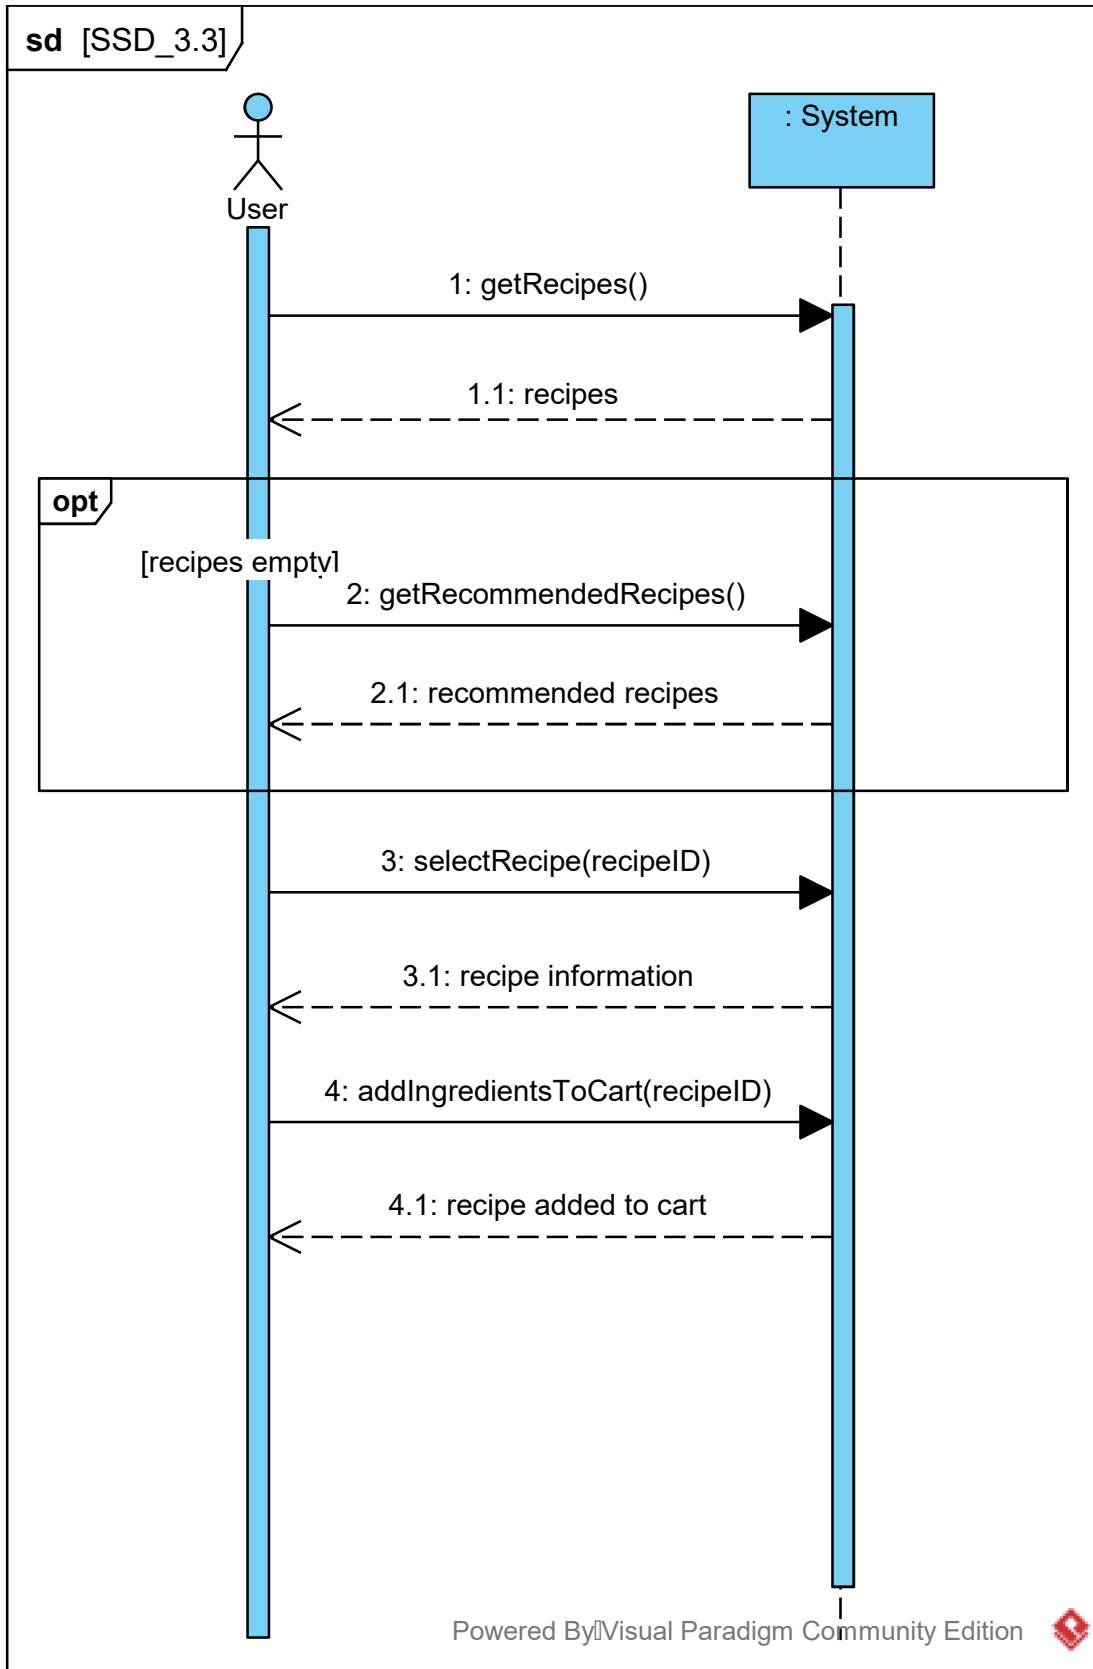 sd [SSD_3.3]
: System
User
1: getRecipes()
1.1: recipes
opt
[recipes empty]
2: getRecommendedRecipes()
2.1: recommended recipes
3: selectRecipe(recipeID)
3.1: recipe information
4: addIngredientsToCart(recipeID)
4.1: recipe added to cart
Powered By Visual Paradigm Community Edition